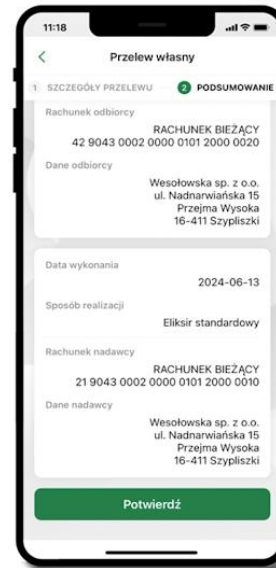 11:18
Przelew własny
1 SZCZEGÓŁY PRZELEWU 2 PODSUMOWANIE
Rachunek odbiorcy
RACHUNEK BIEŻĄCY
42 9043 0002 0000 0101 2000 0020
Dane odbiorcy
Wesołowska sp. z o.o.
ul. Nadnarwiańska 15
Przejma Wysoka
16-411 Szypliszki
Data wykonania
2024-06-13
Sposób realizacji
Eliksir standardowy
Rachunek nadawcy
RACHUNEK BIEŻĄCY
21 9043 0002 0000 0101 2000 0010
Dane nadawcy
Wesołowska sp. z o.o.
ul. Nadnarwiańska 15
Przejma Wysoka
16-411 Szypliszki
Potwierdź